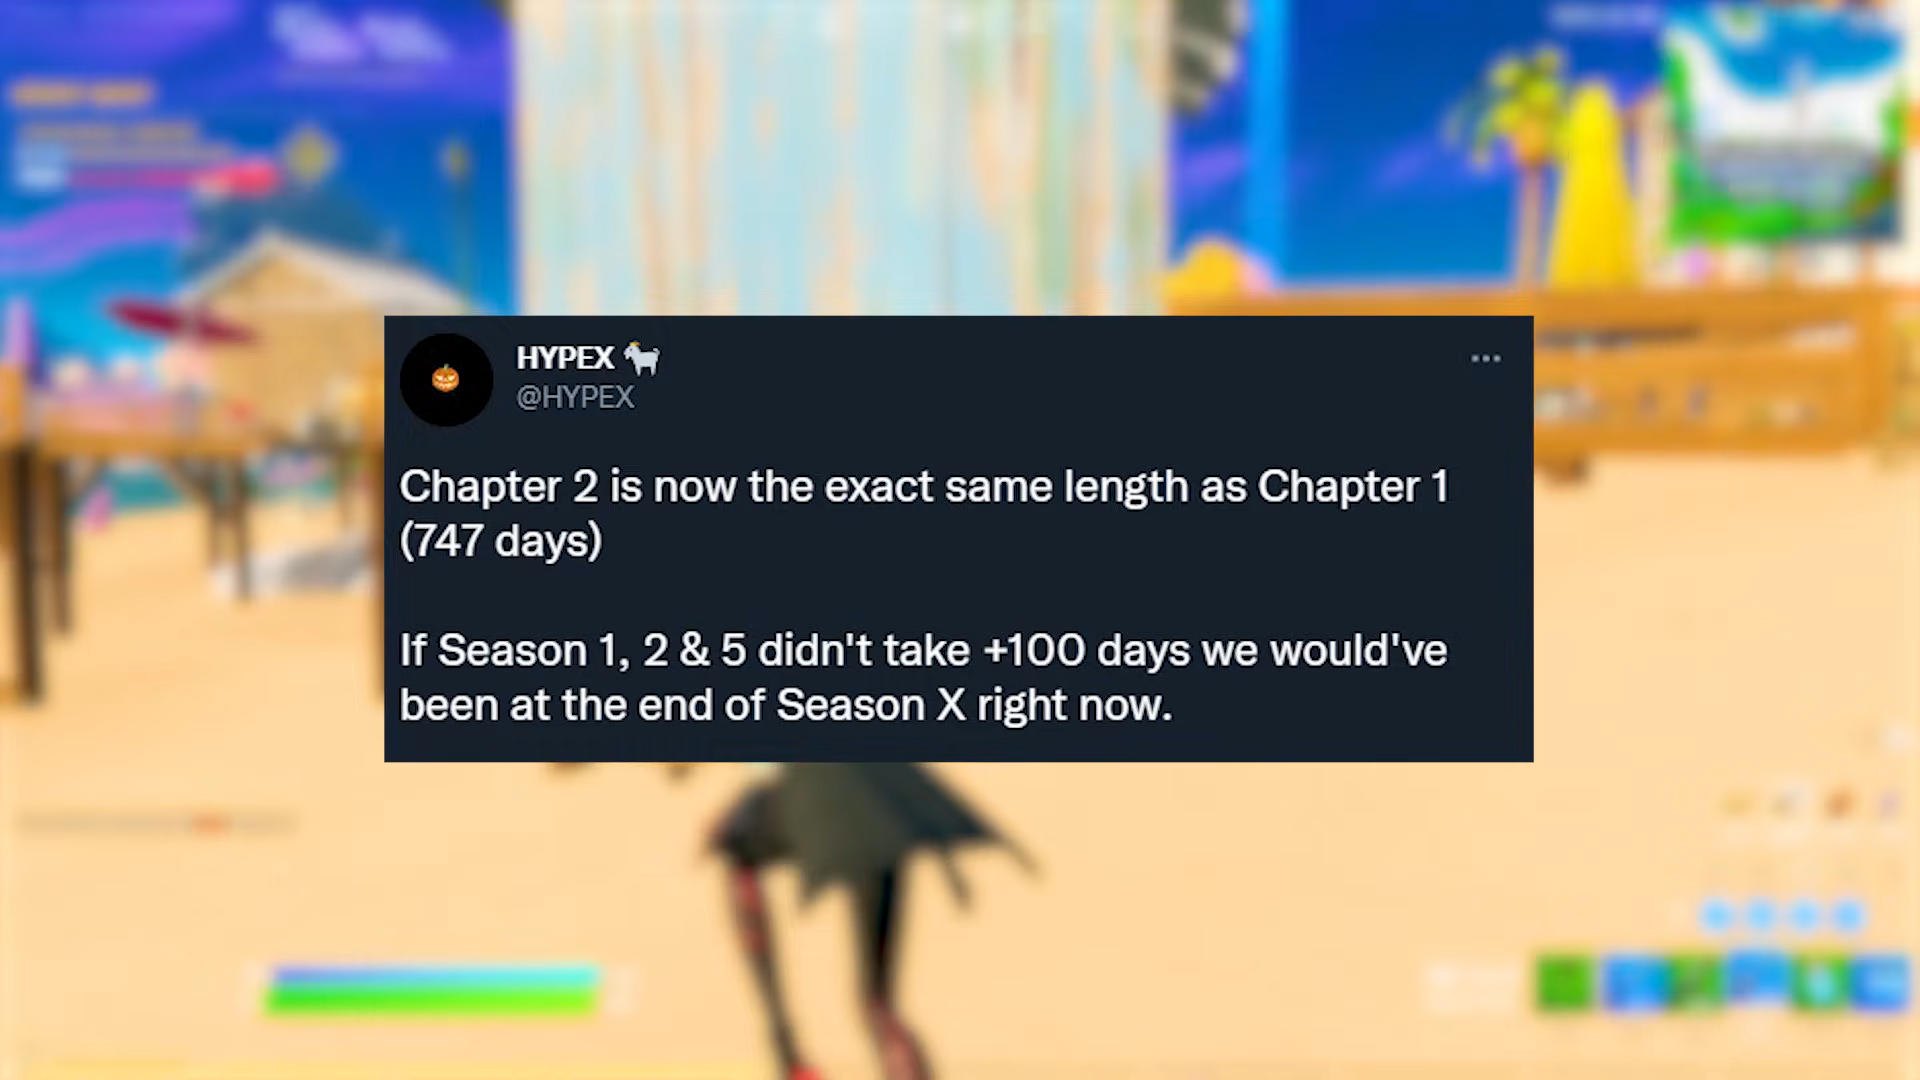 HYPEX 🐐
@HYPEX
Chapter 2 is now the exact same length as Chapter 1
(747 days)
If Season 1, 2 & 5 didn't take +100 days we would've
been at the end of Season X right now.